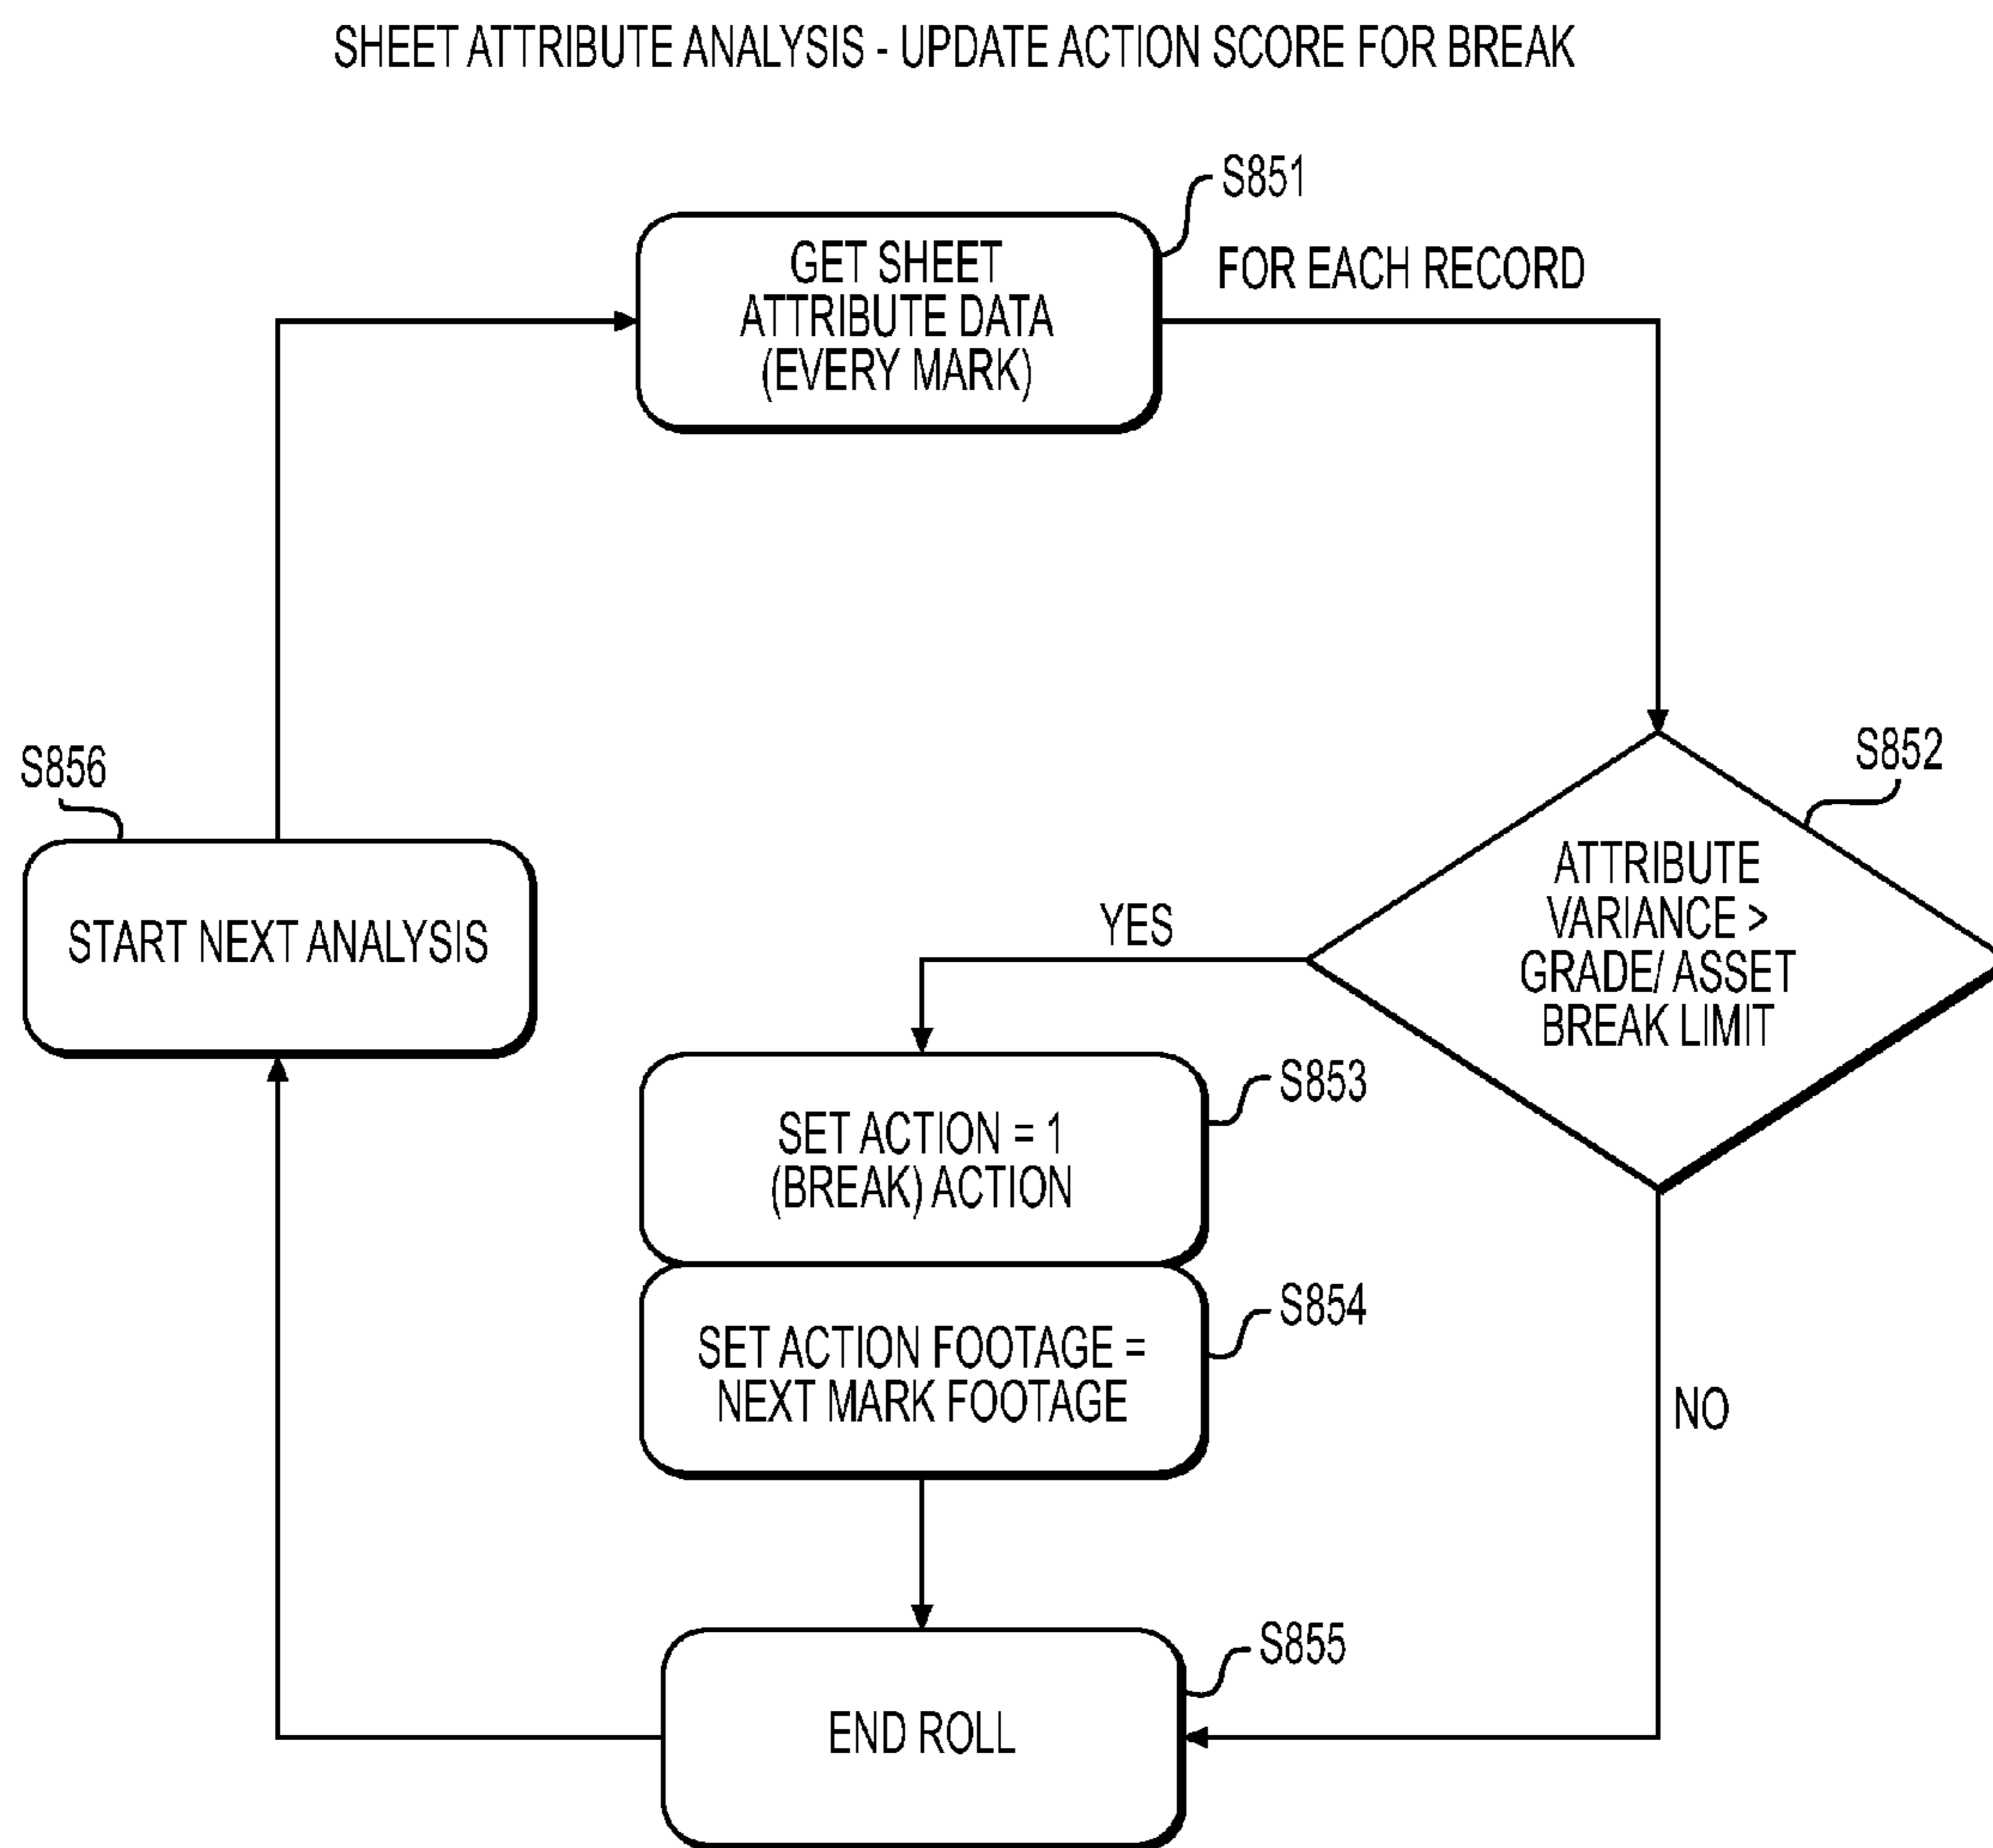 SHEET ATTRIBUTE ANALYSIS - UPDATE ACTION SCORE FOR BREAK
S851
GET SHEET
ATTRIBUTE DATA
(EVERY MARK)
FOR EACH RECORD
S852
ATTRIBUTE
VARIANCE >
GRADE/ ASSET
BREAK LIMIT
YES
S853
SET ACTION = 1
(BREAK) ACTION
S854
SET ACTION FOOTAGE =
NEXT MARK FOOTAGE
NO
S855
END ROLL
S856
START NEXT ANALYSIS